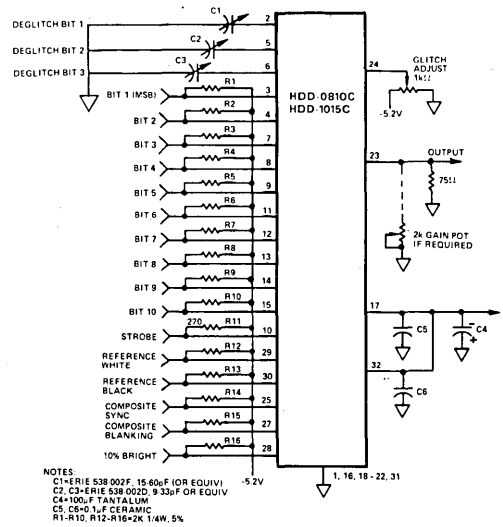 C1
DEGLITCH BIT 1
2
C2
DEGLITCH BIT 2
5
C3
DEGLITCH BIT 3
6
HDD-0810C
HDD-1015C
24
GLITCH
ADJUST
1kΩ
-5.2V
R1
BIT 1 (MSB)
3
R2
BIT 2
4
R3
BIT 3
7
R4
BIT 4
8
R5
BIT 5
9
R6
BIT 6
11
R7
BIT 7
12
R8
BIT 8
13
R9
BIT 9
14
R10
BIT 10
15
270
R11
STROBE
10
R12
REFERENCE
WHITE
29
R13
REFERENCE
BLACK
30
R14
COMPOSITE
SYNC
25
R15
COMPOSITE
BLANKING
27
R16
10% BRIGHT
28
-5.2V
23
OUTPUT
75Ω
2k GAIN POT
IF REQUIRED
17
C5
-
C4
+
32
C6
1, 16, 18-22, 31
NOTES:
C1=ERIE 538-002F, 15-60pF (OR EQUIV)
C2, C3=ERIE 538-002D, 9-33pF OR EQUIV
C4=100µF TANTALUM
C5, C6=0.1µF CERAMIC
R1-R10, R12-R16=2K 1/4W, 5%